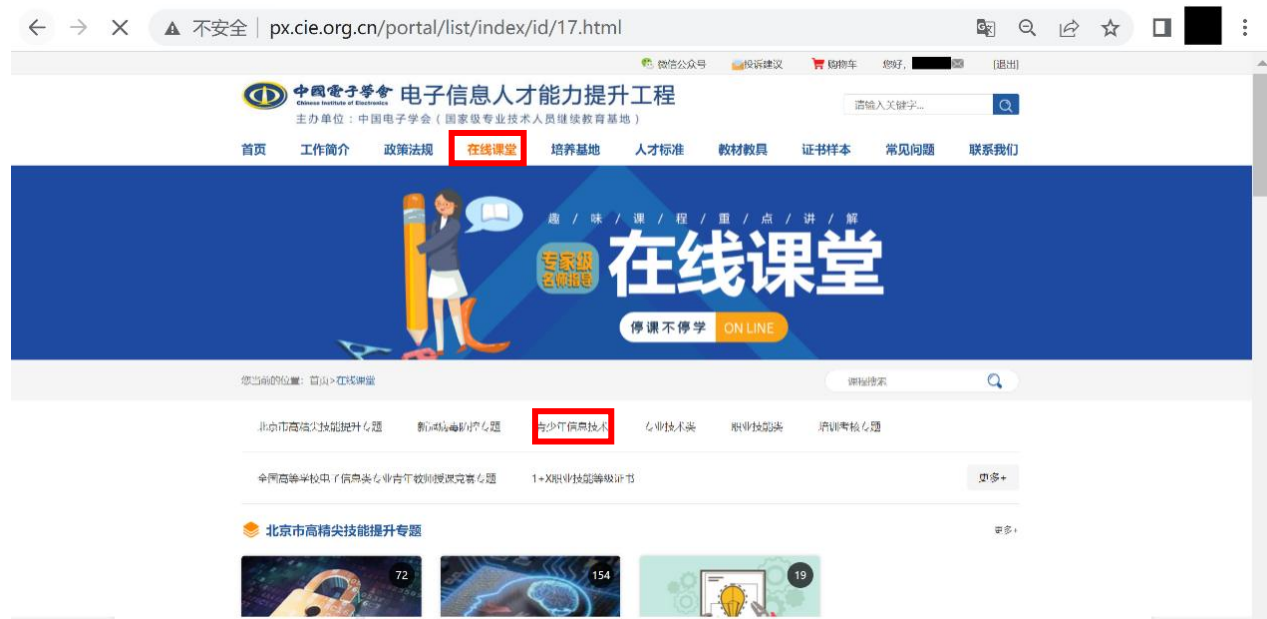 不安全 | px.cie.org.cn/portal/list/index/id/17.html
微信公众号 投诉建议 购物车 您好, [退出]
中國電子學會 电子信息人才能力提升工程
Chinese Institute of Electronics
主办单位:中国电子学会(国家级专业技术人员继续教育基地)
请输入关键字...
首页 工作简介 政策法规 在线课堂 培养基地 人才标准 教材教具 证书样本 常见问题 联系我们
趣 / 味 / 课 / 程 / 重 / 点 / 讲 / 解
专家级
名师指导
在线课堂
停课不停学 ON LINE
您当前的位置: 首页>在线课堂
课程搜索
北京市高精尖技能提升专题 新冠病毒防控专题 青少年信息技术 专业技术类 职业技能类 培训考核专题
全国高等学校电子信息类专业青年教师授课竞赛专题 1+X职业技能等级证书 更多+
北京市高精尖技能提升专题 更多+
72 154 19